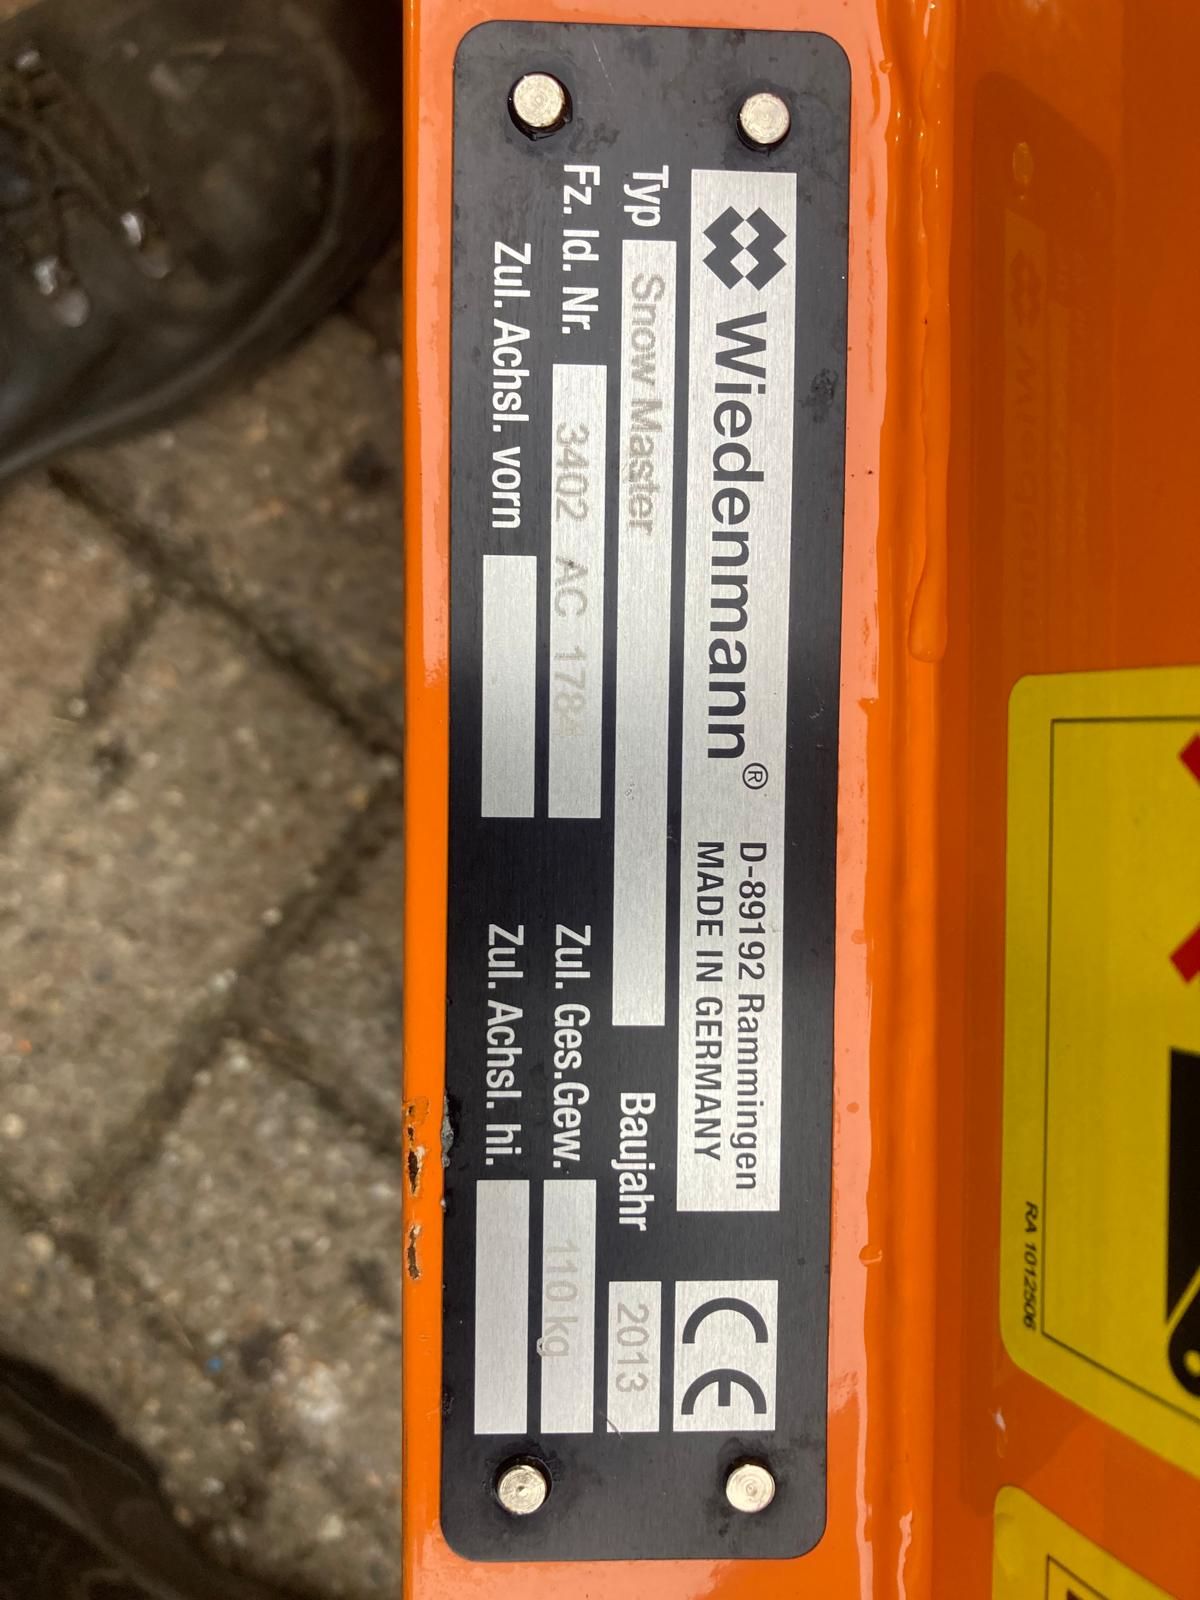 Wiedenmann® D-89192 Rammingen
MADE IN GERMANY
Typ Snow Master Baujahr 2013
Fz. Id. Nr. 3402 AC Zul. Ges.Gew. 110 kg
Zul. Achsl. vorn Zul. Achsl. hi.
CE
RA 1012506